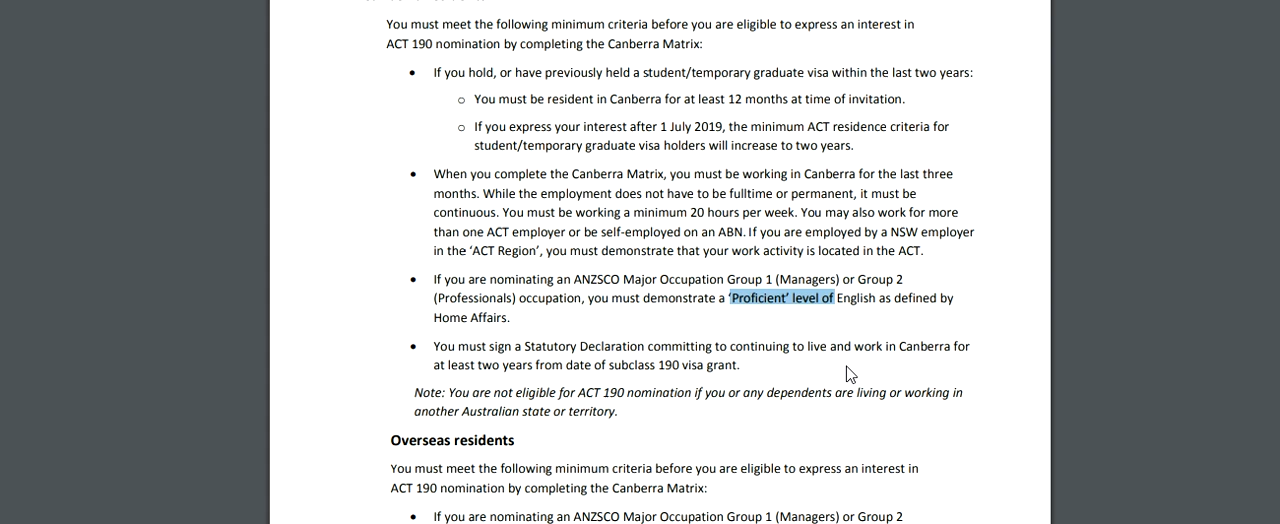 You must meet the following minimum criteria before you are eligible to express an interest in
ACT 190 nomination by completing the Canberra Matrix:
• If you hold, or have previously held a student/temporary graduate visa within the last two years:
o You must be resident in Canberra for at least 12 months at time of invitation.
o If you express your interest after 1 July 2019, the minimum ACT residence criteria for
student/temporary graduate visa holders will increase to two years.
• When you complete the Canberra Matrix, you must be working in Canberra for the last three
months. While the employment does not have to be fulltime or permanent, it must be
continuous. You must be working a minimum 20 hours per week. You may also work for more
than one ACT employer or be self-employed on an ABN. If you are employed by a NSW employer
in the ‘ACT Region’, you must demonstrate that your work activity is located in the ACT.
• If you are nominating an ANZSCO Major Occupation Group 1 (Managers) or Group 2
(Professionals) occupation, you must demonstrate a ‘Proficient’ level of English as defined by
Home Affairs.
• You must sign a Statutory Declaration committing to continuing to live and work in Canberra for
at least two years from date of subclass 190 visa grant.
Note: You are not eligible for ACT 190 nomination if you or any dependents are living or working in
another Australian state or territory.
Overseas residents
You must meet the following minimum criteria before you are eligible to express an interest in
ACT 190 nomination by completing the Canberra Matrix:
• If you are nominating an ANZSCO Major Occupation Group 1 (Managers) or Group 2